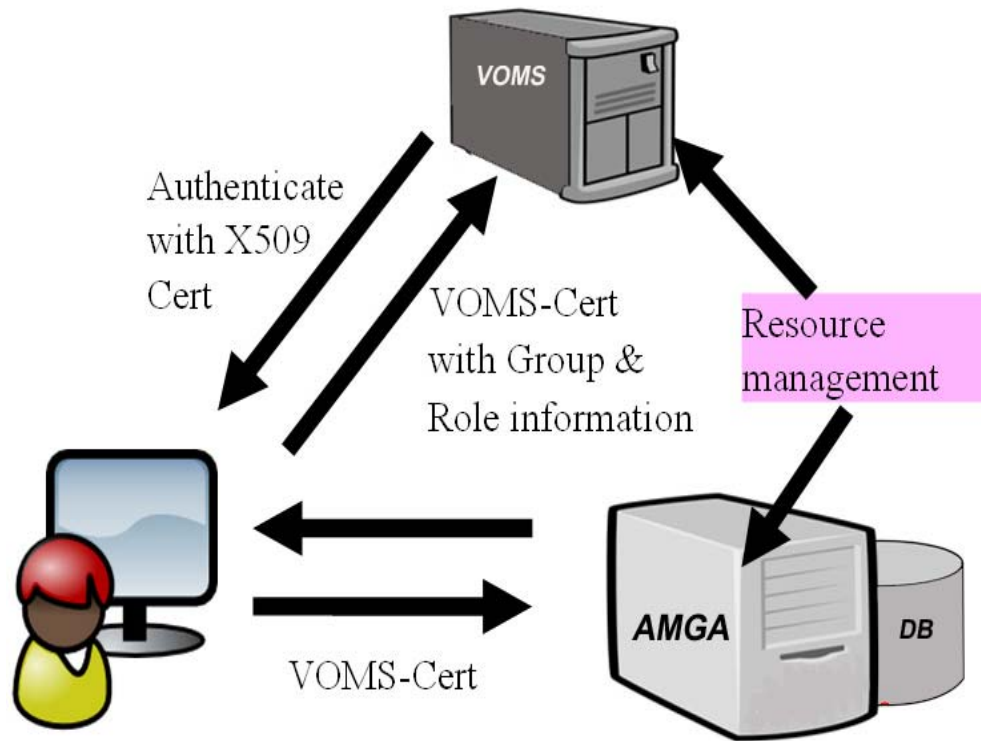 VOMS
Authenticate
with X509
Cert
VOMS-Cert
with Group &
Role information
Resource
management
AMGA
DB
VOMS-Cert